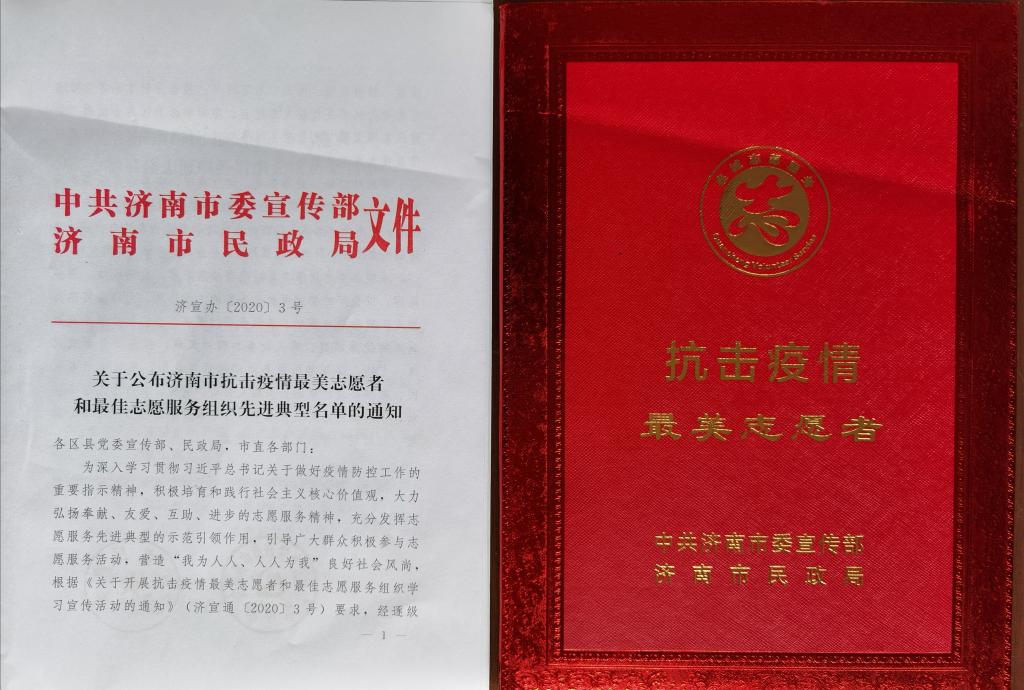 中共济南市委宣传部
济南市民政局
文件
济宣办〔2020〕3号
关于公布济南市抗击疫情最美志愿者
和最佳志愿服务组织先进典型名单的通知
各区县党委宣传部、民政局，市直各部门：
为深入学习贯彻习近平总书记关于做好疫情防控工作的
重要指示精神，积极培育和践行社会主义核心价值观，大力
弘扬奉献、友爱、互助、进步的志愿服务精神，充分发挥志
愿服务先进典型的示范引领作用，引导广大群众积极参与志
愿服务活动，营造“我为人人、人人为我”良好社会风尚，
根据《关于开展抗击疫情最美志愿者和最佳志愿服务组织学
习宣传活动的通知》（济宣通〔2020〕3号）要求，经逐级
— 1 —
泉城志愿服务
Quancheng Voluntary Service
抗击疫情
最美志愿者
中共济南市委宣传部
济南市民政局